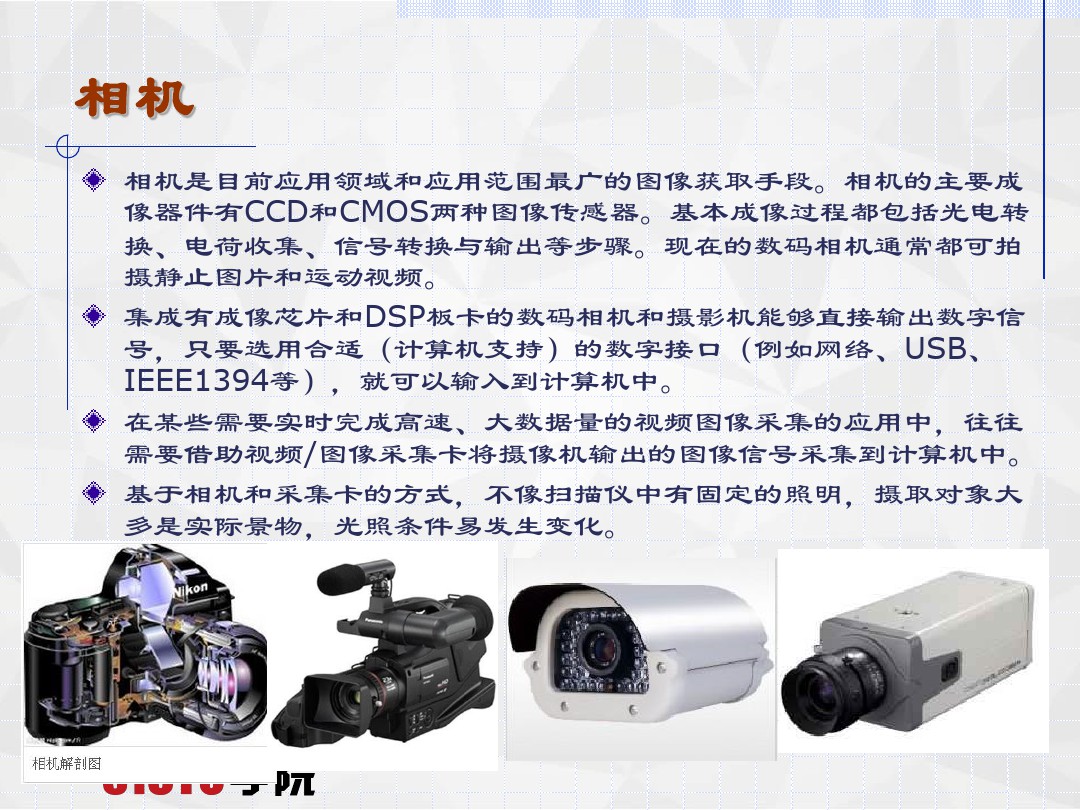 相机
相机是目前应用领域和应用范围最广的图像获取手段。相机的主要成
像器件有CCD和CMOS两种图像传感器。基本成像过程都包括光电转
换、电荷收集、信号转换与输出等步骤。现在的数码相机通常都可拍
摄静止图片和运动视频。
集成有成像芯片和DSP板卡的数码相机和摄影机能够直接输出数字信
号，只要选用合适（计算机支持）的数字接口（例如网络、USB、
IEEE1394等），就可以输入到计算机中。
在某些需要实时完成高速、大数据量的视频图像采集的应用中，往往
需要借助视频/图像采集卡将摄像机输出的图像信号采集到计算机中。
基于相机和采集卡的方式，不像扫描仪中有固定的照明，摄取对象大
多是实际景物，光照条件易发生变化。
Nikon
Panasonic
相机解剖图
学院